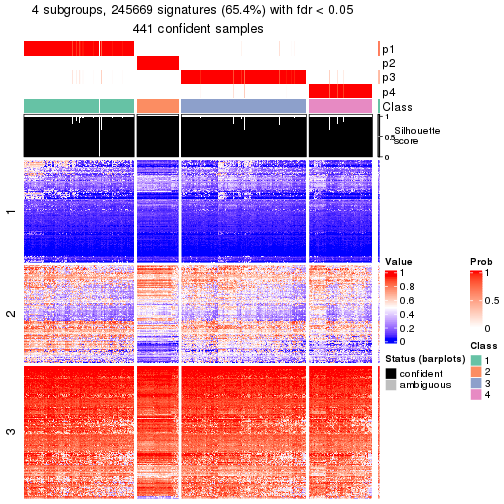 4 subgroups, 245669 signatures (65.4%) with fdr < 0.05
441 confident samples
p1
p2
p3
p4
Class
1
0.5
0
Silhouette
score
1
2
3
Value
1
0.8
0.6
0.4
0.2
0
Prob
1
0.5
0
Status (barplots)
confident
ambiguous
Class
1
2
3
4